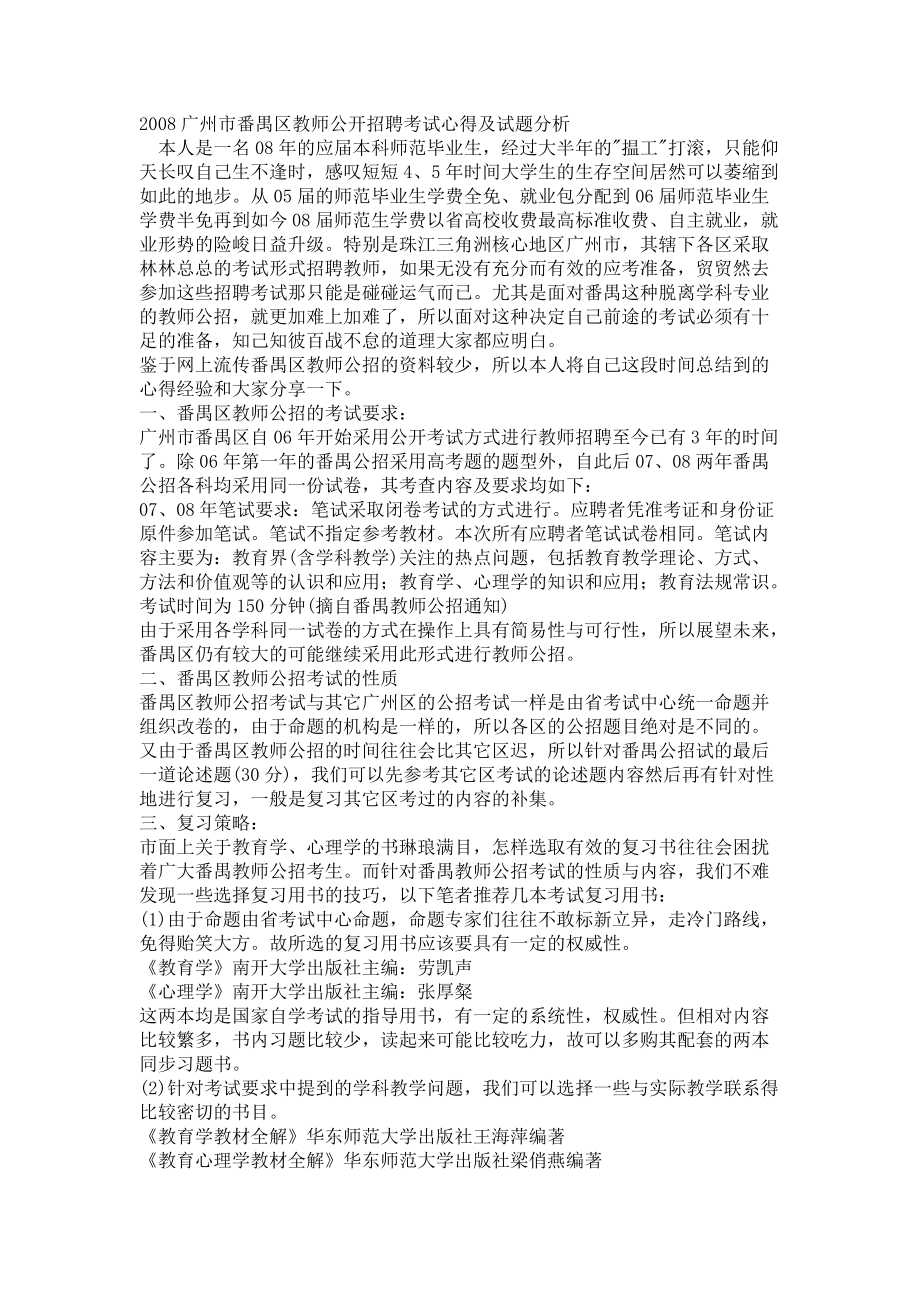 2008广州市番禺区教师公开招聘考试心得及试题分析
本人是一名08年的应届本科师范毕业生，经过大半年的"揾工"打滚，只能仰
天长叹自己生不逢时，感叹短短4、5年时间大学生的生存空间居然可以萎缩到
如此的地步。从05届的师范毕业生学费全免、就业包分配到06届师范毕业生
学费半免再到如今08届师范生学费以省高校收费最高标准收费、自主就业，就
业形势的险峻日益升级。特别是珠江三角洲核心地区广州市，其辖下各区采取
林林总总的考试形式招聘教师，如果无没有充分而有效的应考准备，贸贸然去
参加这些招聘考试那只能是碰碰运气而已。尤其是面对番禺这种脱离学科专业
的教师公招，就更加难上加难了，所以面对这种决定自己前途的考试必须有十
足的准备，知己知彼百战不怠的道理大家都应明白。
鉴于网上流传番禺区教师公招的资料较少，所以本人将自己这段时间总结到的
心得经验和大家分享一下。
一、番禺区教师公招的考试要求：
广州市番禺区自06年开始采用公开考试方式进行教师招聘至今已有3年的时间
了。除06年第一年的番禺公招采用高考题的题型外，自此后07、08两年番禺
公招各科均采用同一份试卷，其考查内容及要求均如下：
07、08年笔试要求：笔试采取闭卷考试的方式进行。应聘者凭准考证和身份证
原件参加笔试。笔试不指定参考教材。本次所有应聘者笔试试卷相同。笔试内
容主要为：教育界(含学科教学)关注的热点问题，包括教育教学理论、方式、
方法和价值观等的认识和应用；教育学、心理学的知识和应用；教育法规常识。
考试时间为150分钟(摘自番禺教师公招通知)
由于采用各学科同一试卷的方式在操作上具有简易性与可行性，所以展望未来，
番禺区仍有较大的可能继续采用此形式进行教师公招。
二、番禺区教师公招考试的性质
番禺区教师公招考试与其它广州区的公招考试一样是由省考试中心统一命题并
组织改卷的，由于命题的机构是一样的，所以各区的公招题目绝对是不同的。
又由于番禺区教师公招的时间往往会比其它区迟，所以针对番禺公招试的最后
一道论述题(30分)，我们可以先参考其它区考试的论述题内容然后再有针对性
地进行复习，一般是复习其它区考过的内容的补集。
三、复习策略：
市面上关于教育学、心理学的书琳琅满目，怎样选取有效的复习书往往会困扰
着广大番禺教师公招考生。而针对番禺教师公招考试的性质与内容，我们不难
发现一些选择复习用书的技巧，以下笔者推荐几本考试复习用书：
(1)由于命题由省考试中心命题，命题专家们往往不敢标新立异，走冷门路线，
免得贻笑大方。故所选的复习用书应该要具有一定的权威性。
《教育学》南开大学出版社主编：劳凯声
《心理学》南开大学出版社主编：张厚粲
这两本均是国家自学考试的指导用书，有一定的系统性，权威性。但相对内容
比较繁多，书内习题比较少，读起来可能比较吃力，故可以多购其配套的两本
同步习题书。
(2)针对考试要求中提到的学科教学问题，我们可以选择一些与实际教学联系得
比较密切的书目。
《教育学教材全解》华东师范大学出版社王海萍编著
《教育心理学教材全解》华东师范大学出版社梁俏燕编著